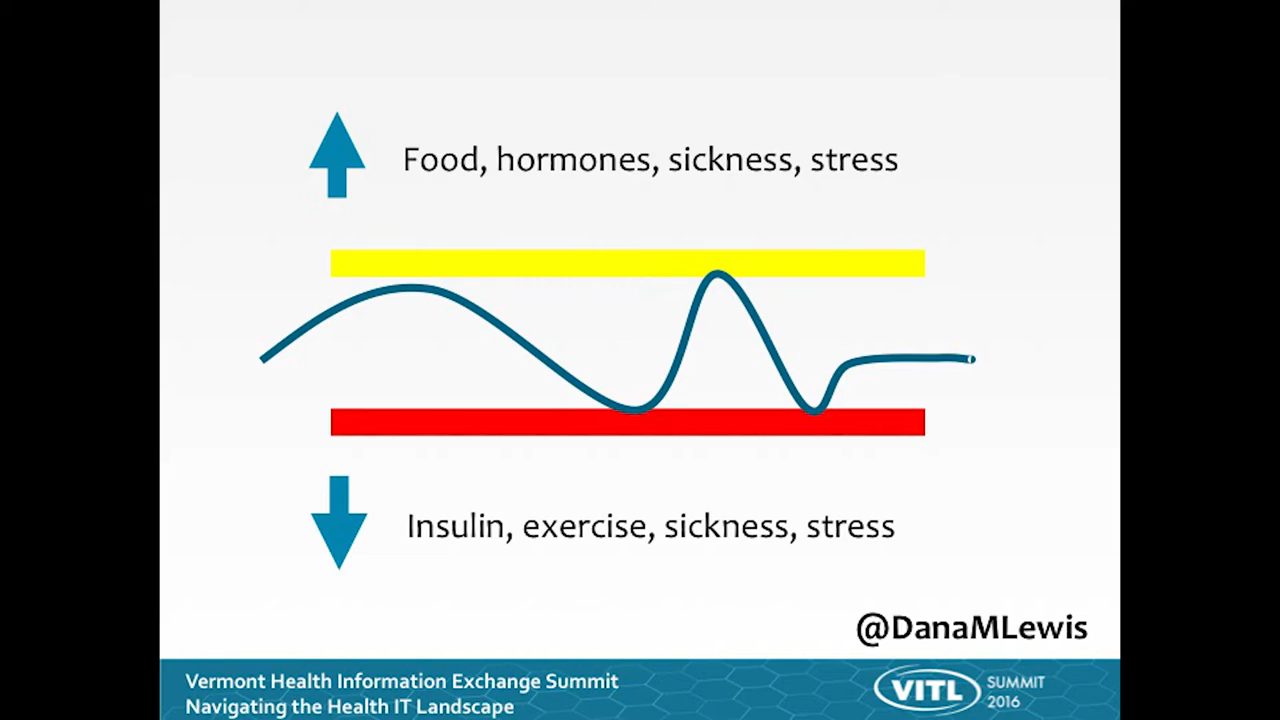 Food, hormones, sickness, stress
Insulin, exercise, sickness, stress
@DanaMLewis
Vermont Health Information Exchange Summit
Navigating the Health IT Landscape
VITL
SUMMIT
2016